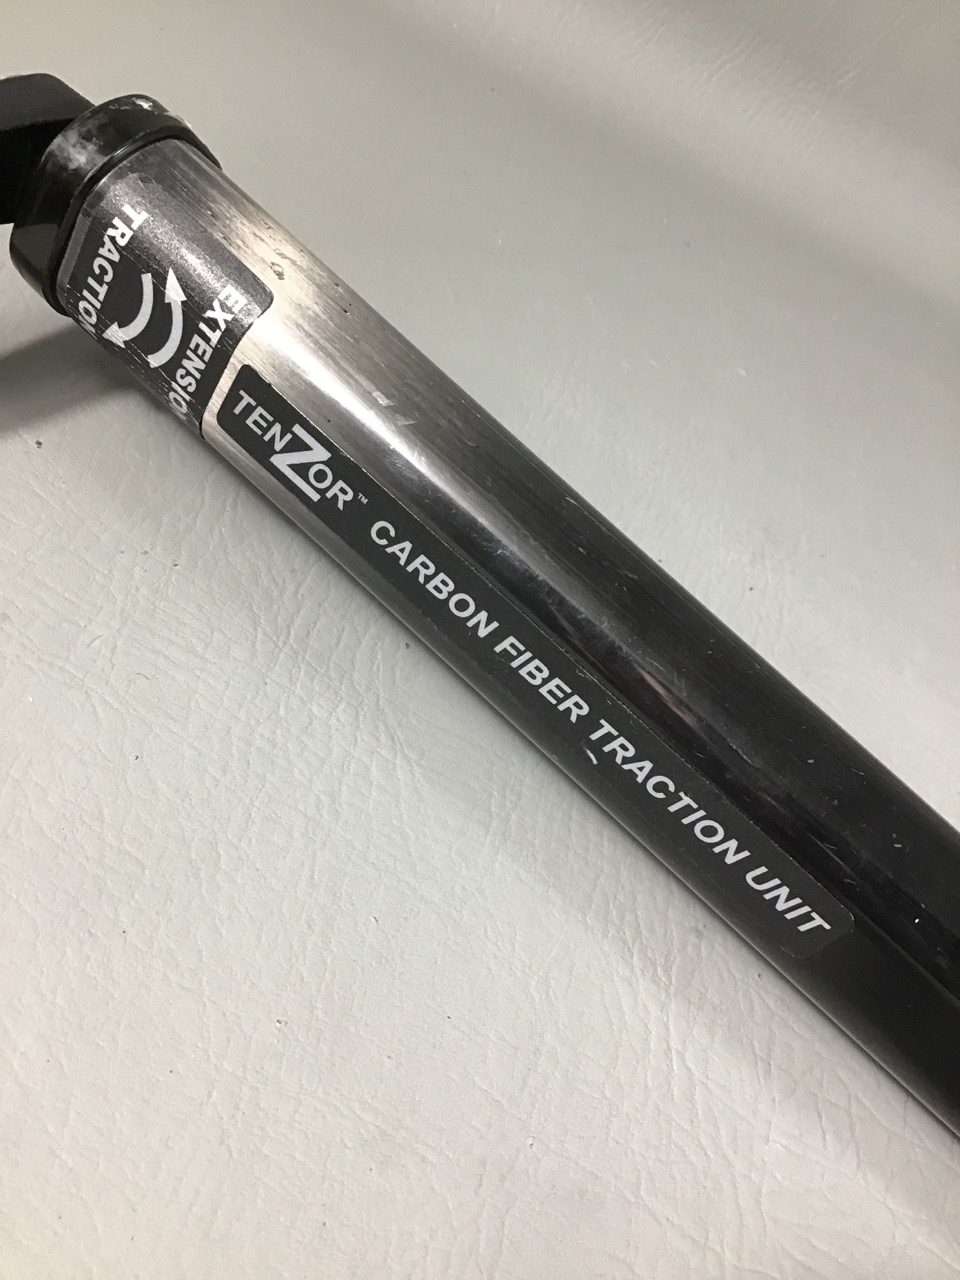 TRACTION
EXTENSION
TENZOR™ CARBON FIBER TRACTION UNIT